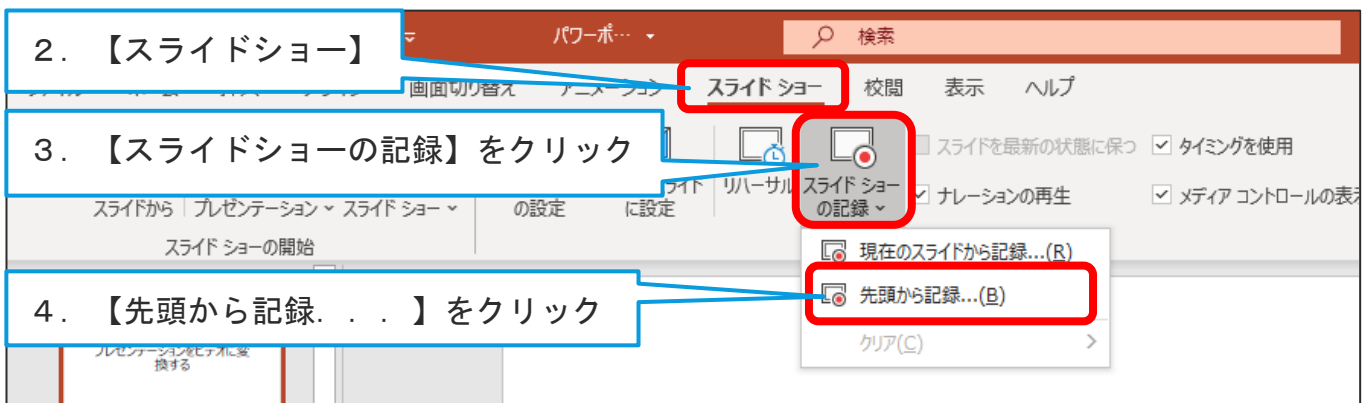 パワーポ…
検索
2. 【スライドショー】
画面切り替え
スライド ショー 校閲 表示 ヘルプ
3. 【スライドショーの記録】をクリック
スライドを最新の状態に保つ タイミングを使用
リハーサル スライド ショー
の記録
ナレーションの再生 メディア コントロールの表
スライドから プレゼンテーション スライド ショー の設定 に設定
スライド ショーの開始
現在のスライドから記録...(R)
4. 【先頭から記録...】をクリック
先頭から記録...(B)
クリア(C)
プレゼンテーションをビデオに変
換する